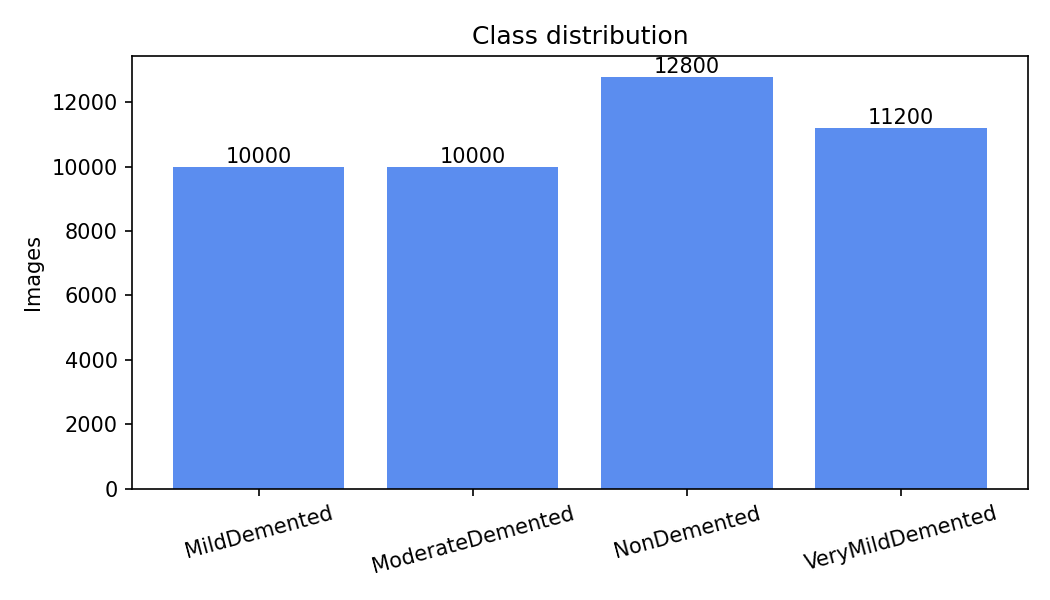 Class distribution
Images
12000
10000
8000
6000
4000
2000
0
10000
10000
12800
11200
MildDemented
ModerateDemented
NonDemented
VeryMildDemented